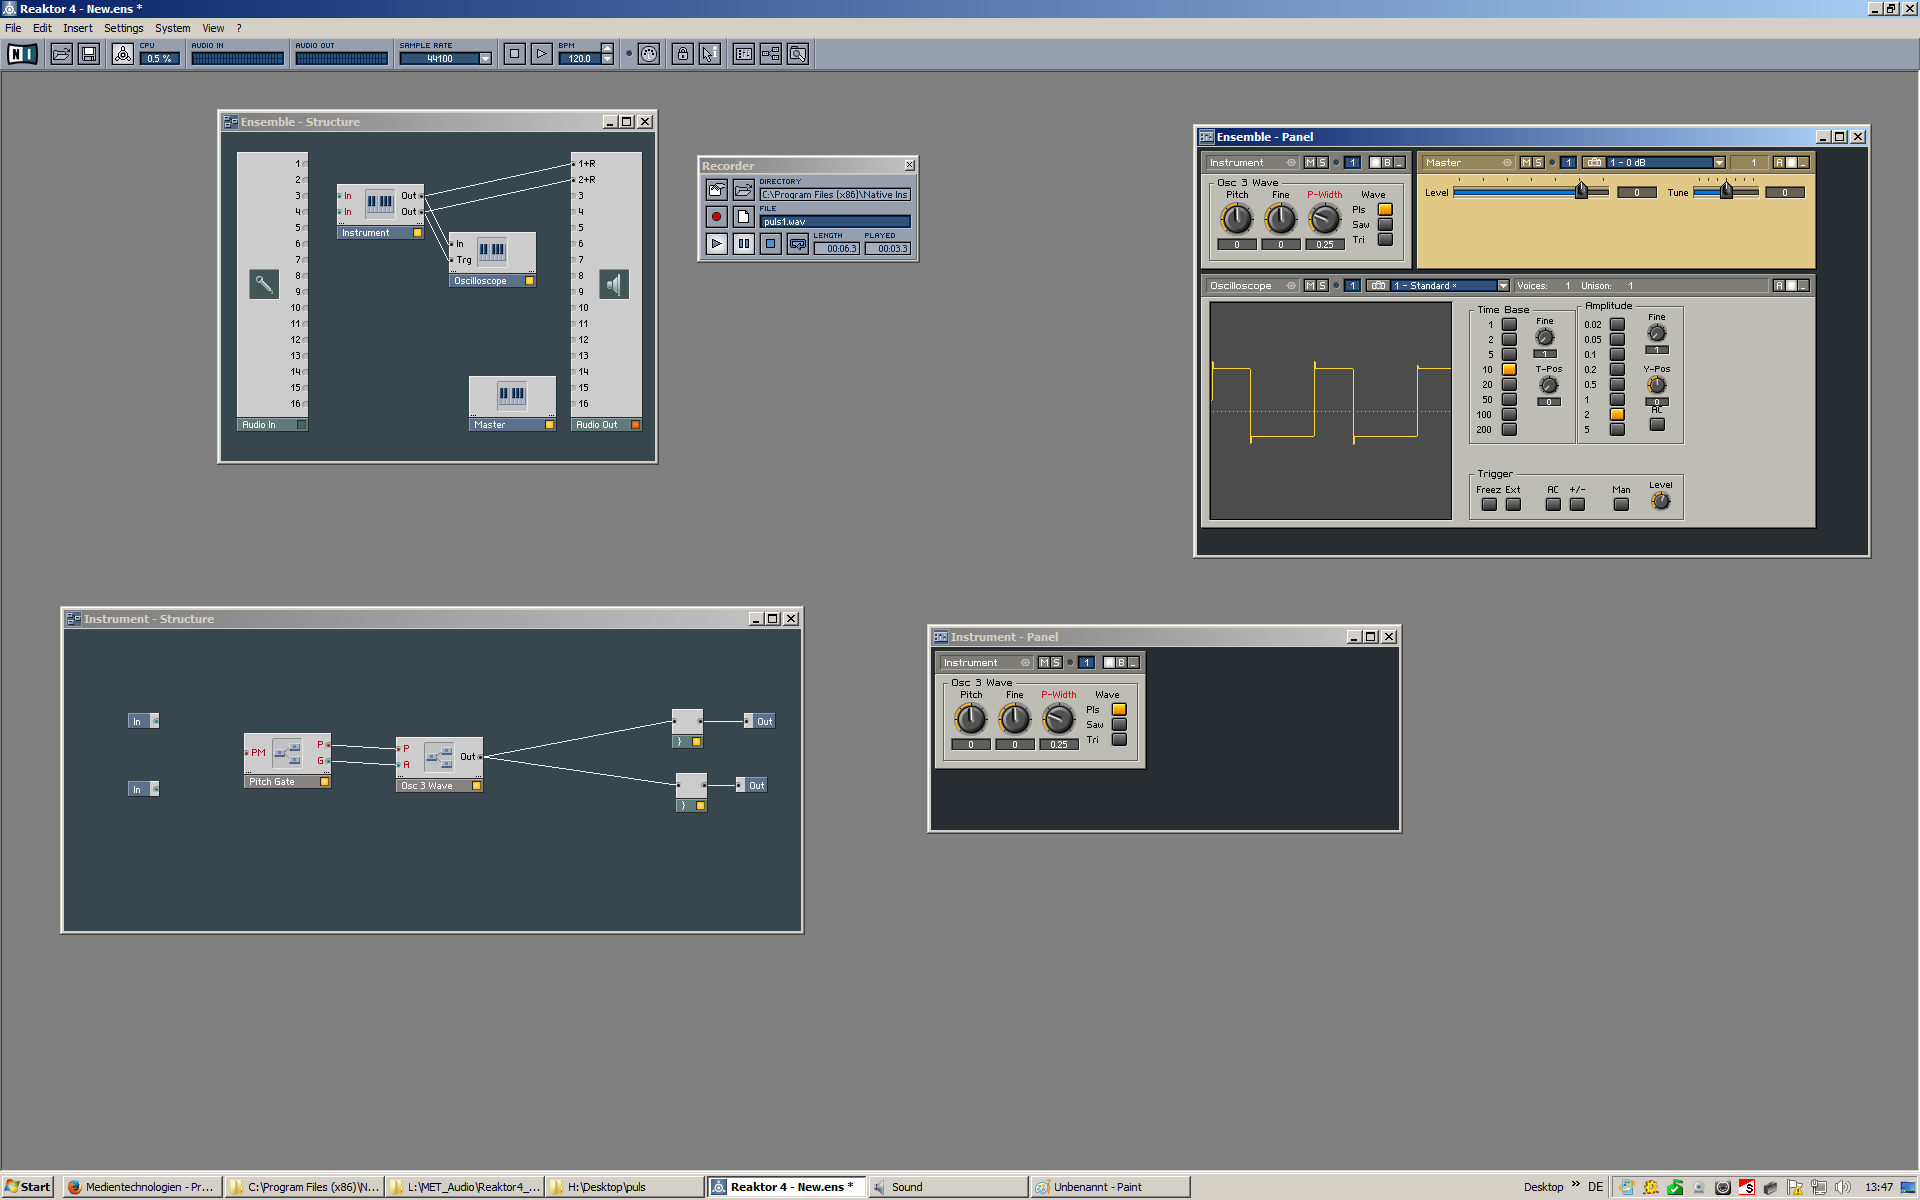 Reaktor 4 - New.ens *
File Edit Insert Settings System View ?
NI CPU 0.5 % AUDIO IN AUDIO OUT SAMPLE RATE 44100 BPM 120.0
Ensemble - Structure
1 1+R
2 2+R
3 In Out 3
4 In Out 4
5 Instrument 5
6 In 6
7 Trg 7
8 Oscilloscope 8
9 9
10 10
11 11
12 12
13 13
14 14
15 15
16 16
Audio In Master Audio Out
Recorder
DIRECTORY
C:\Program Files (x86)\Native Ins
FILE
puls1.wav
LENGTH PLAYED
00:06.3 00:03.3
Ensemble - Panel
Instrument M S 1 B _ Master M S 1 1 - 0 dB 1 A _
Osc 3 Wave
Pitch Fine P-Width Wave Level 0 Tune 0
Pls
Saw
Tri
0 0 0.25
Oscilloscope M S 1 1 - Standard * Voices: 1 Unison: 1 A _
Time Base Amplitude
1 Fine 0.02 Fine
2 0.05
5 1 0.1 1
10 T-Pos 0.2 Y-Pos
20 0.5
50 0 1 0
100 2 AC
200 5
Trigger
Freez Ext AC +/- Man Level
Instrument - Structure
In Out
PM P P Out
G A
Pitch Gate Osc 3 Wave
In Out
Instrument - Panel
Instrument M S 1 B _
Osc 3 Wave
Pitch Fine P-Width Wave
Pls
Saw
Tri
0 0 0.25
Start Medientechnologien - Pr... C:\Program Files (x86)\N... L:\MET_Audio\Reaktor4_... H:\Desktop\puls Reaktor 4 - New.ens * Sound Unbenannt - Paint Desktop » DE 13:47